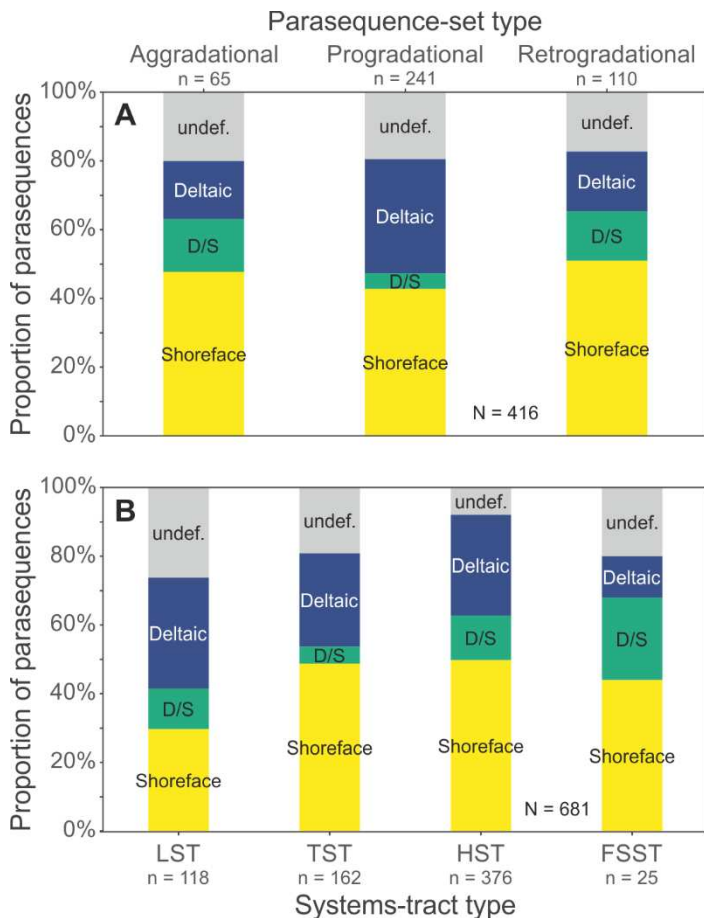 Parasequence-set type
Aggradational Progradational Retrogradational
n = 65 n = 241 n = 110
A
Proportion of parasequences
100%
80%
60%
40%
20%
0%
undef. undef. undef.
Deltaic Deltaic Deltaic
D/S D/S D/S
Shoreface Shoreface Shoreface
N = 416
B
Proportion of parasequences
100%
80%
60%
40%
20%
0%
undef. undef. undef. undef.
Deltaic Deltaic Deltaic Deltaic
D/S D/S D/S D/S
Shoreface Shoreface Shoreface Shoreface
N = 681
LST TST HST FSST
n = 118 n = 162 n = 376 n = 25
Systems-tract type